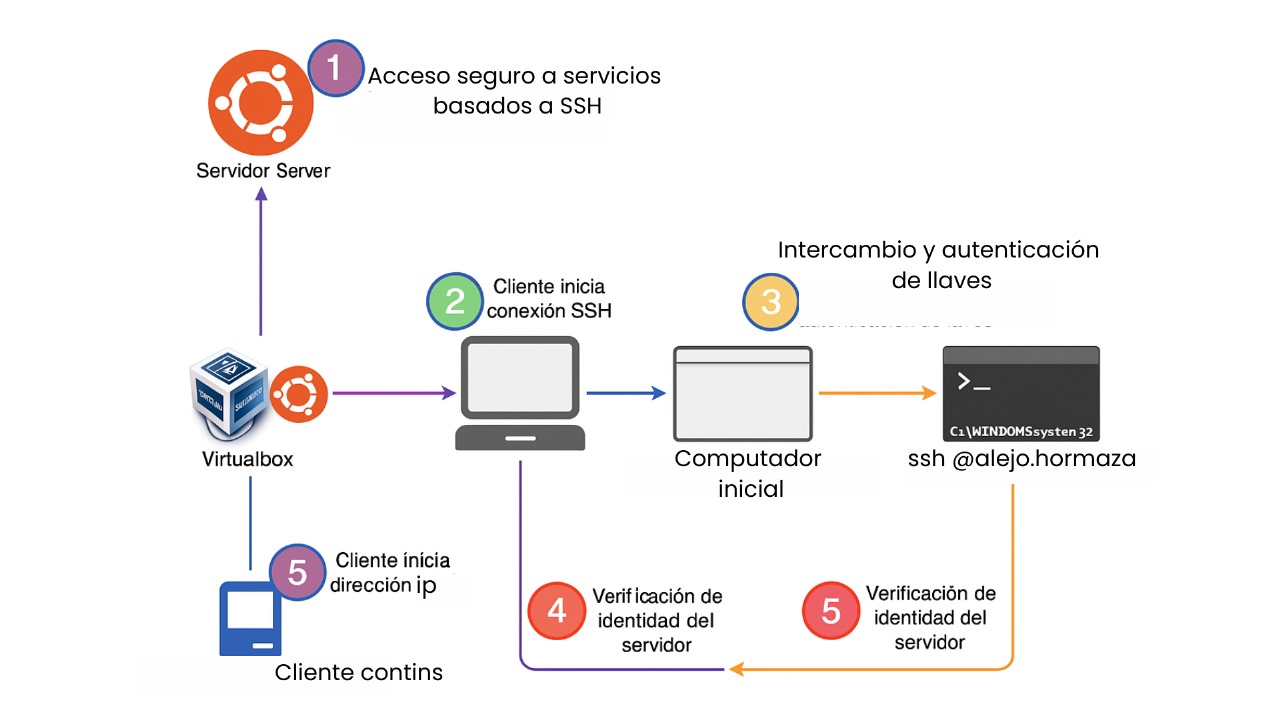 1
Acceso seguro a servicios
basados a SSH
Servidor Server
2
Cliente inicia
conexión SSH
Intercambio y autenticación
de llaves
3
>_
C:\WINDOMSsysten 32
Virtualbox
Computador
inicial
ssh @alejo.hormaza
5
Cliente inícia
dirección ip
Cliente contins
4
Verificación de
identidad del
servidor
5
Verificación de
identidad del
servidor